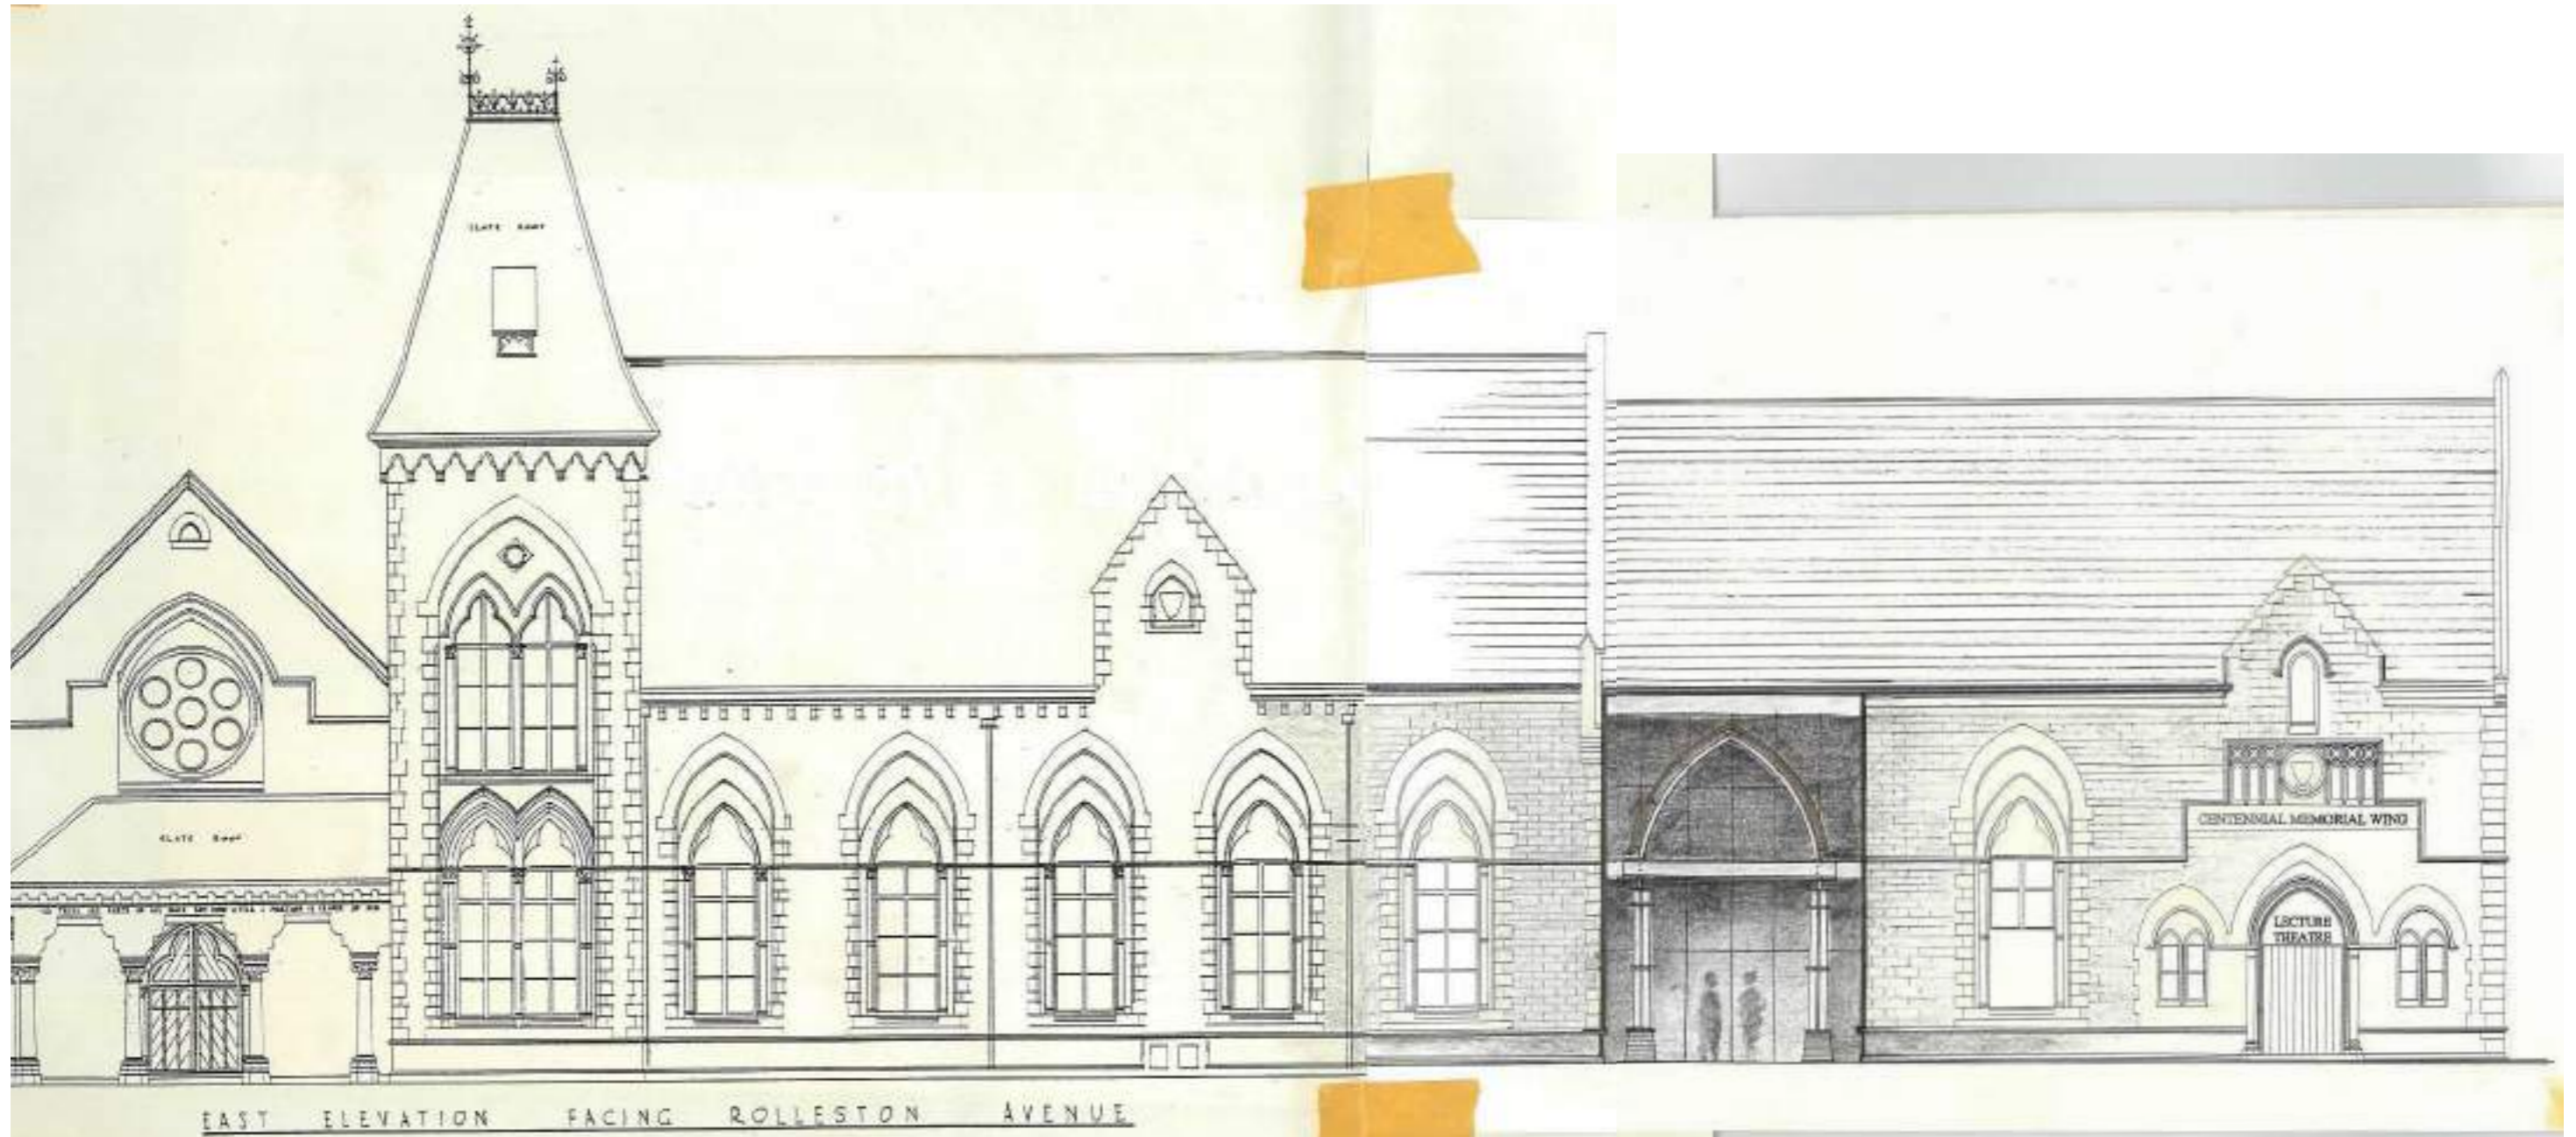 SLATE ROOF
SLATE ROOF
CENTENNIAL MEMORIAL WING
LECTURE
THEATRE
EAST ELEVATION FACING ROLLESTON AVENUE